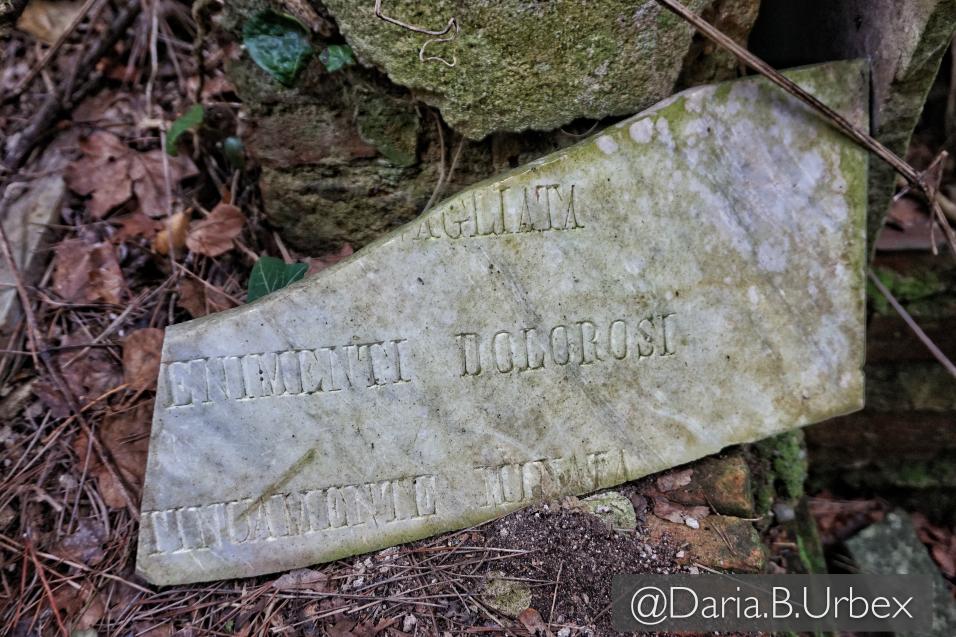 AGLIATA
ENIMENTI DOLOROSI
TINUAMENTE
@Daria.B.Urbex